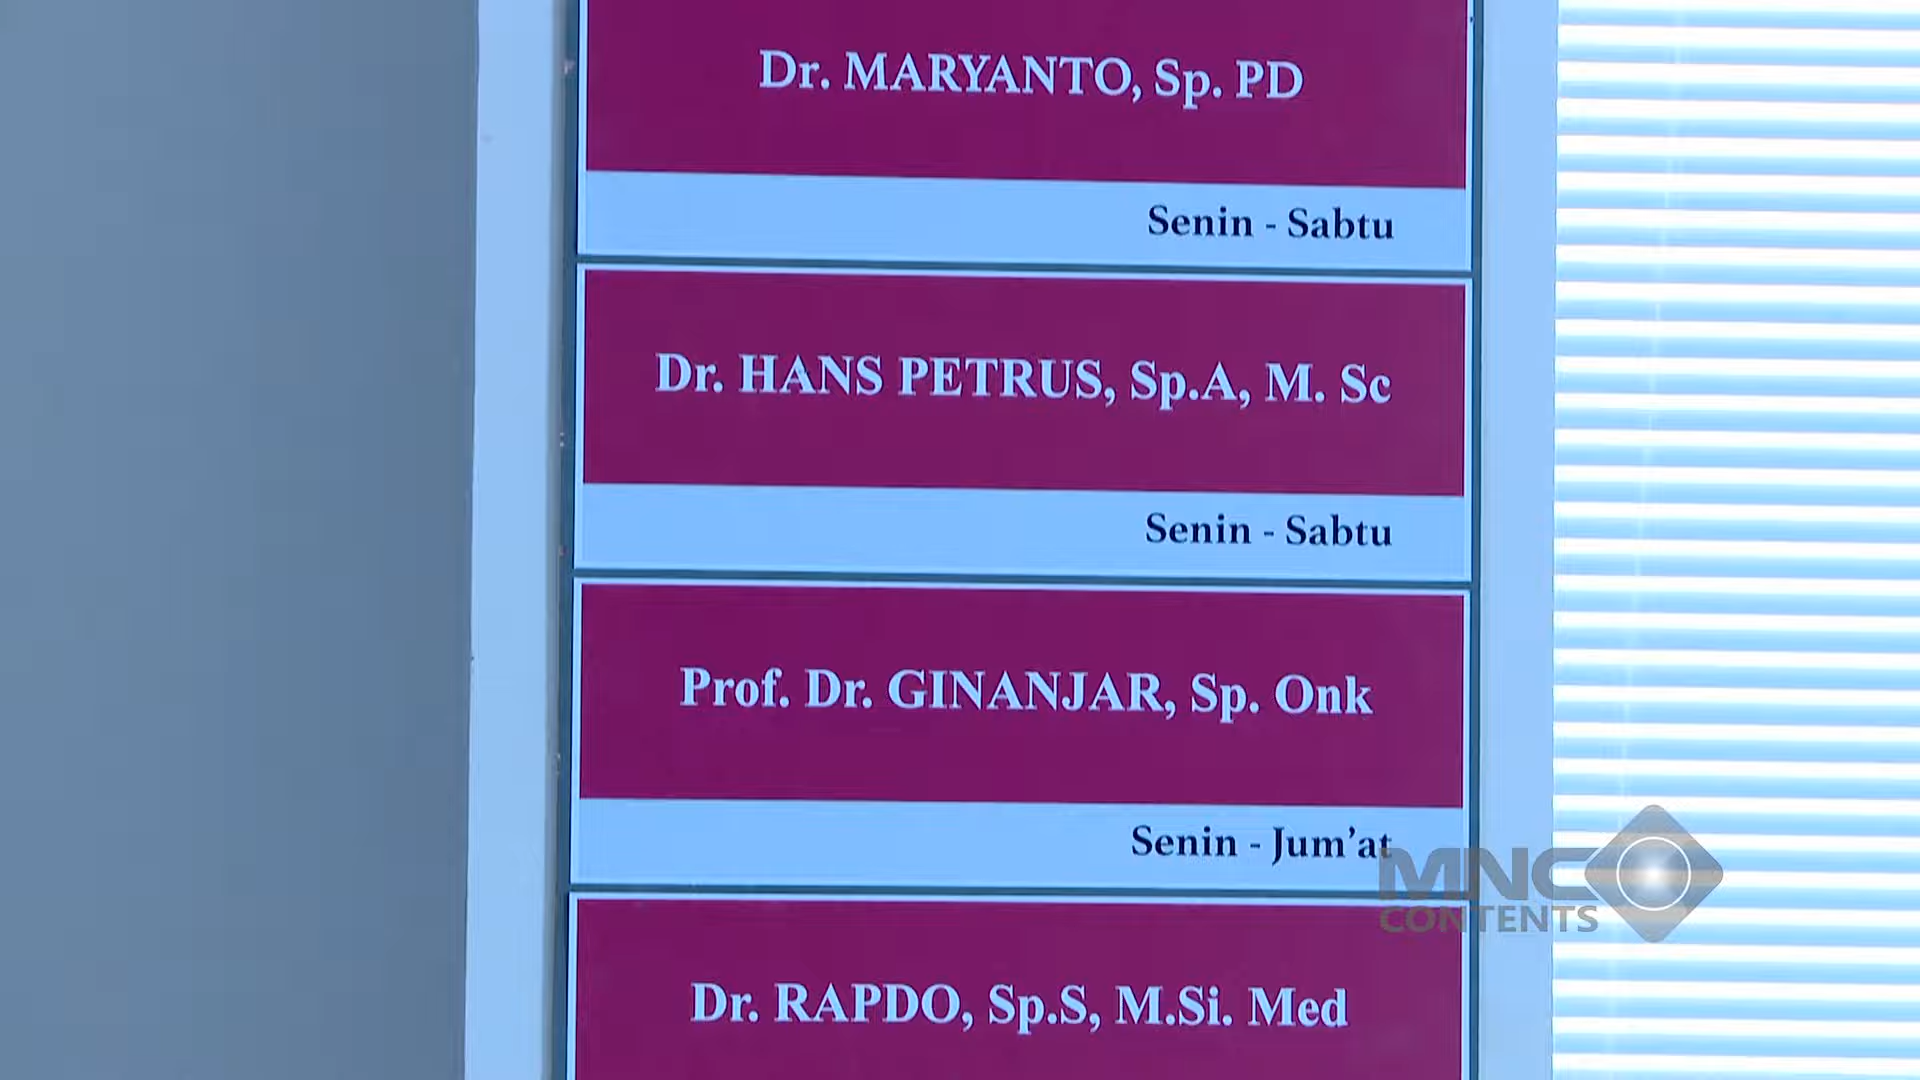 Dr. MARYANTO, Sp. PD
Senin - Sabtu
Dr. HANS PETRUS, Sp.A, M. Sc
Senin - Sabtu
Prof. Dr. GINANJAR, Sp. Onk
Senin - Jum’at
MNC
CONTENTS
Dr. RAPDO, Sp.S, M.Si. Med